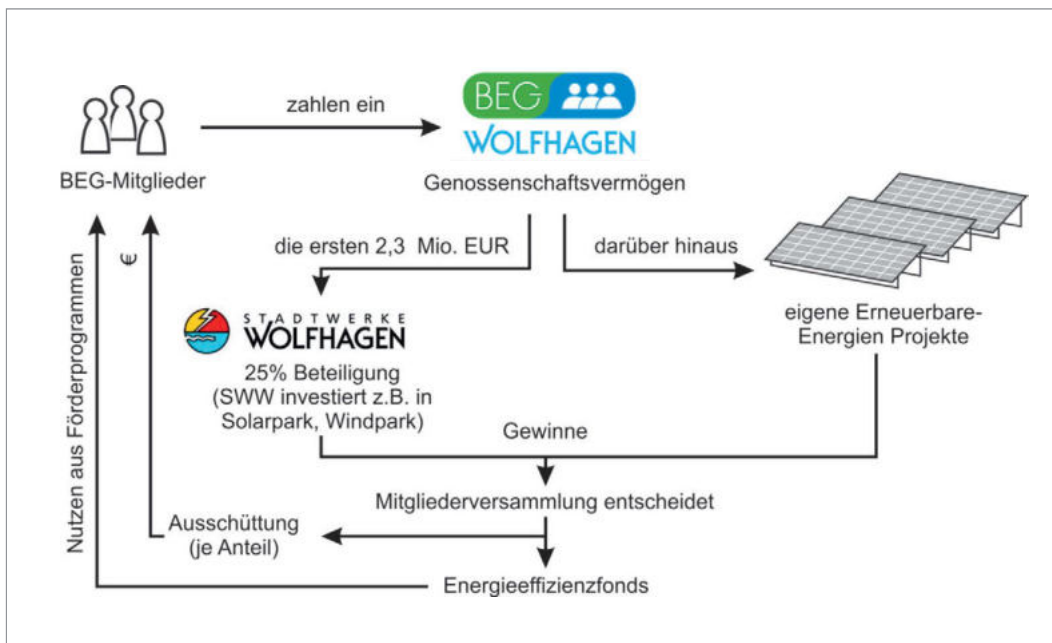 zahlen ein
BEG
WOLFHAGEN
BEG-Mitglieder
Genossenschaftsvermögen
die ersten 2,3 Mio. EUR
darüber hinaus
STADTWERKE
WOLFHAGEN
eigene Erneuerbare-
Energien Projekte
25% Beteiligung
(SWW investiert z.B. in
Solarpark, Windpark)
Gewinne
Mitgliederversammlung entscheidet
Ausschüttung
(je Anteil)
Energieeffizienzfonds
€
Nutzen aus Förderprogrammen